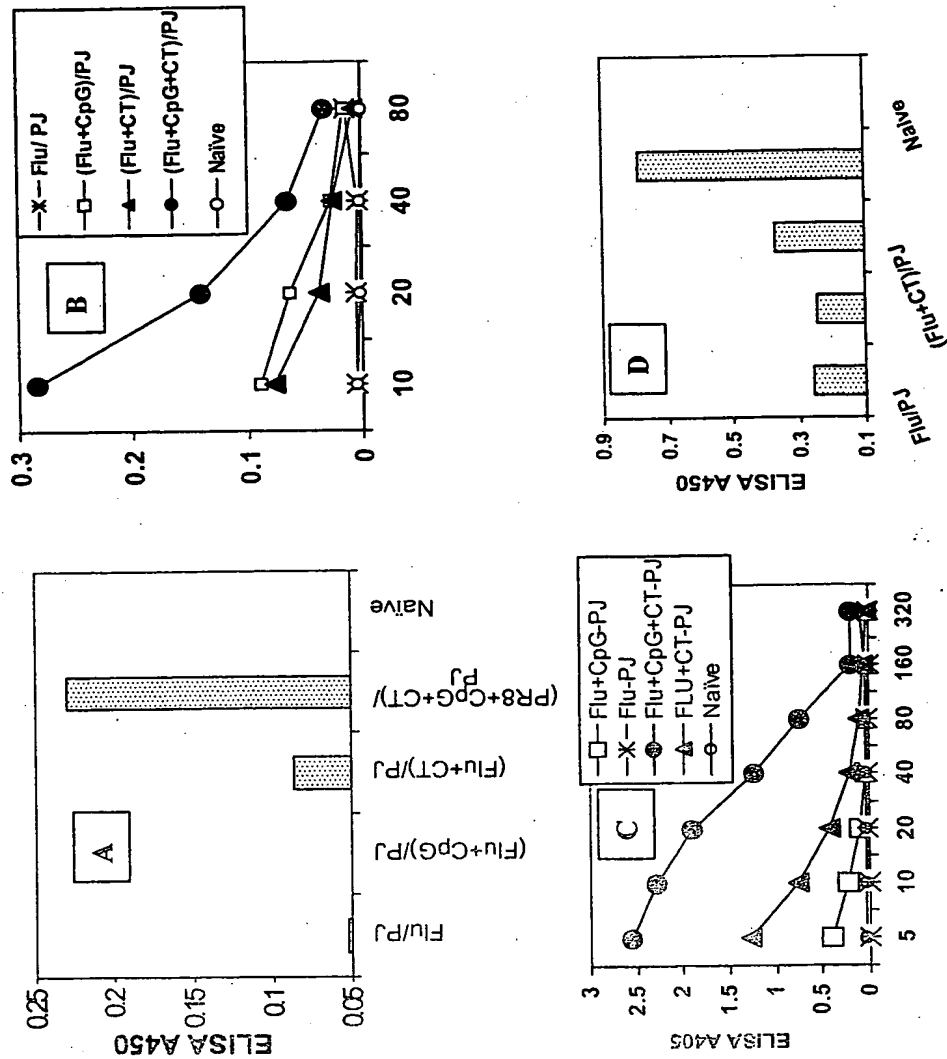 A
0.25
0.2
0.15
0.1
0.05
ELISA A450
Flu/PJ
(Flu+CpG)/PJ
(Flu+CT)/PJ
(PR8+CpG+CT)/
PJ
Naïve
B
Flu/ PJ
(Flu+CpG)/PJ
(Flu+CT)/PJ
(Flu+CpG+CT)/PJ
Naïve
0.3
0.2
0.1
0
10
20
40
80
C
Flu+CpG-PJ
Flu-PJ
Flu+CpG+CT-PJ
FLU+CT-PJ
Naïve
3
2.5
2
1.5
1
0.5
0
ELISA A405
5
10
20
40
80
160
320
D
0.9
0.7
0.5
0.3
0.1
ELISA A450
Flu/PJ
(Flu+CT)/PJ
Naïve